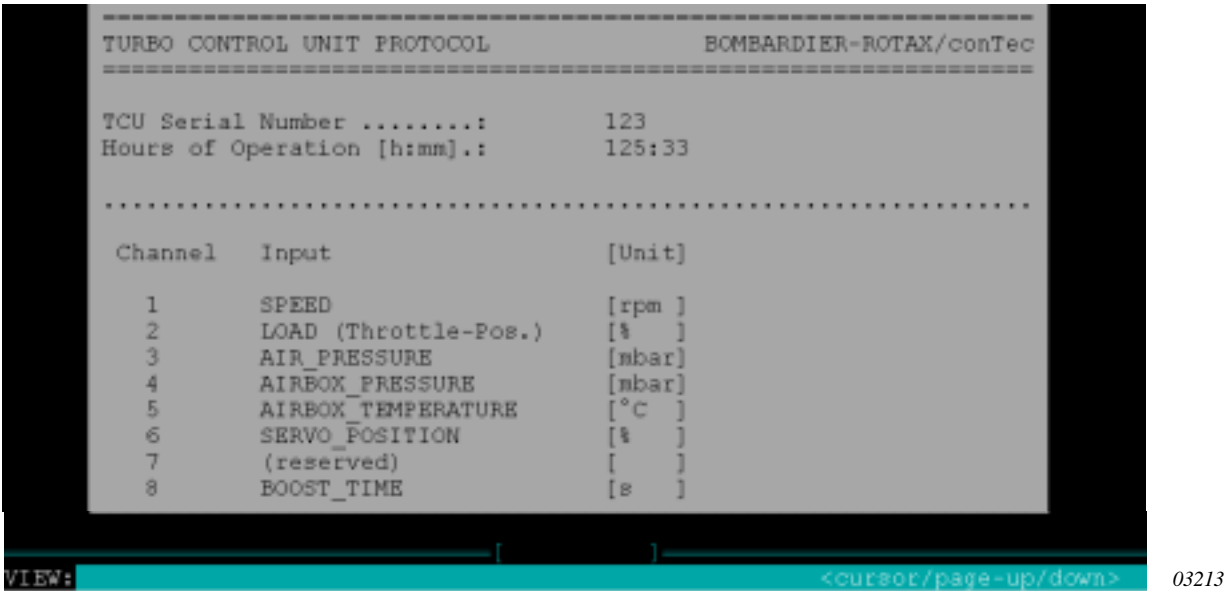 =================================================================
TURBO CONTROL UNIT PROTOCOL BOMBARDIER-ROTAX/conTec
=================================================================
TCU Serial Number ........: 123
Hours of Operation [h:mm].: 125:33
.................................................................
Channel Input [Unit]
1 SPEED [rpm ]
2 LOAD (Throttle-Pos.) [% ]
3 AIR_PRESSURE [mbar]
4 AIRBOX_PRESSURE [mbar]
5 AIRBOX_TEMPERATURE [°C ]
6 SERVO_POSITION [% ]
7 (reserved) [ ]
8 BOOST_TIME [s ]
[ ]
VIEW: <cursor/page-up/down> 03213